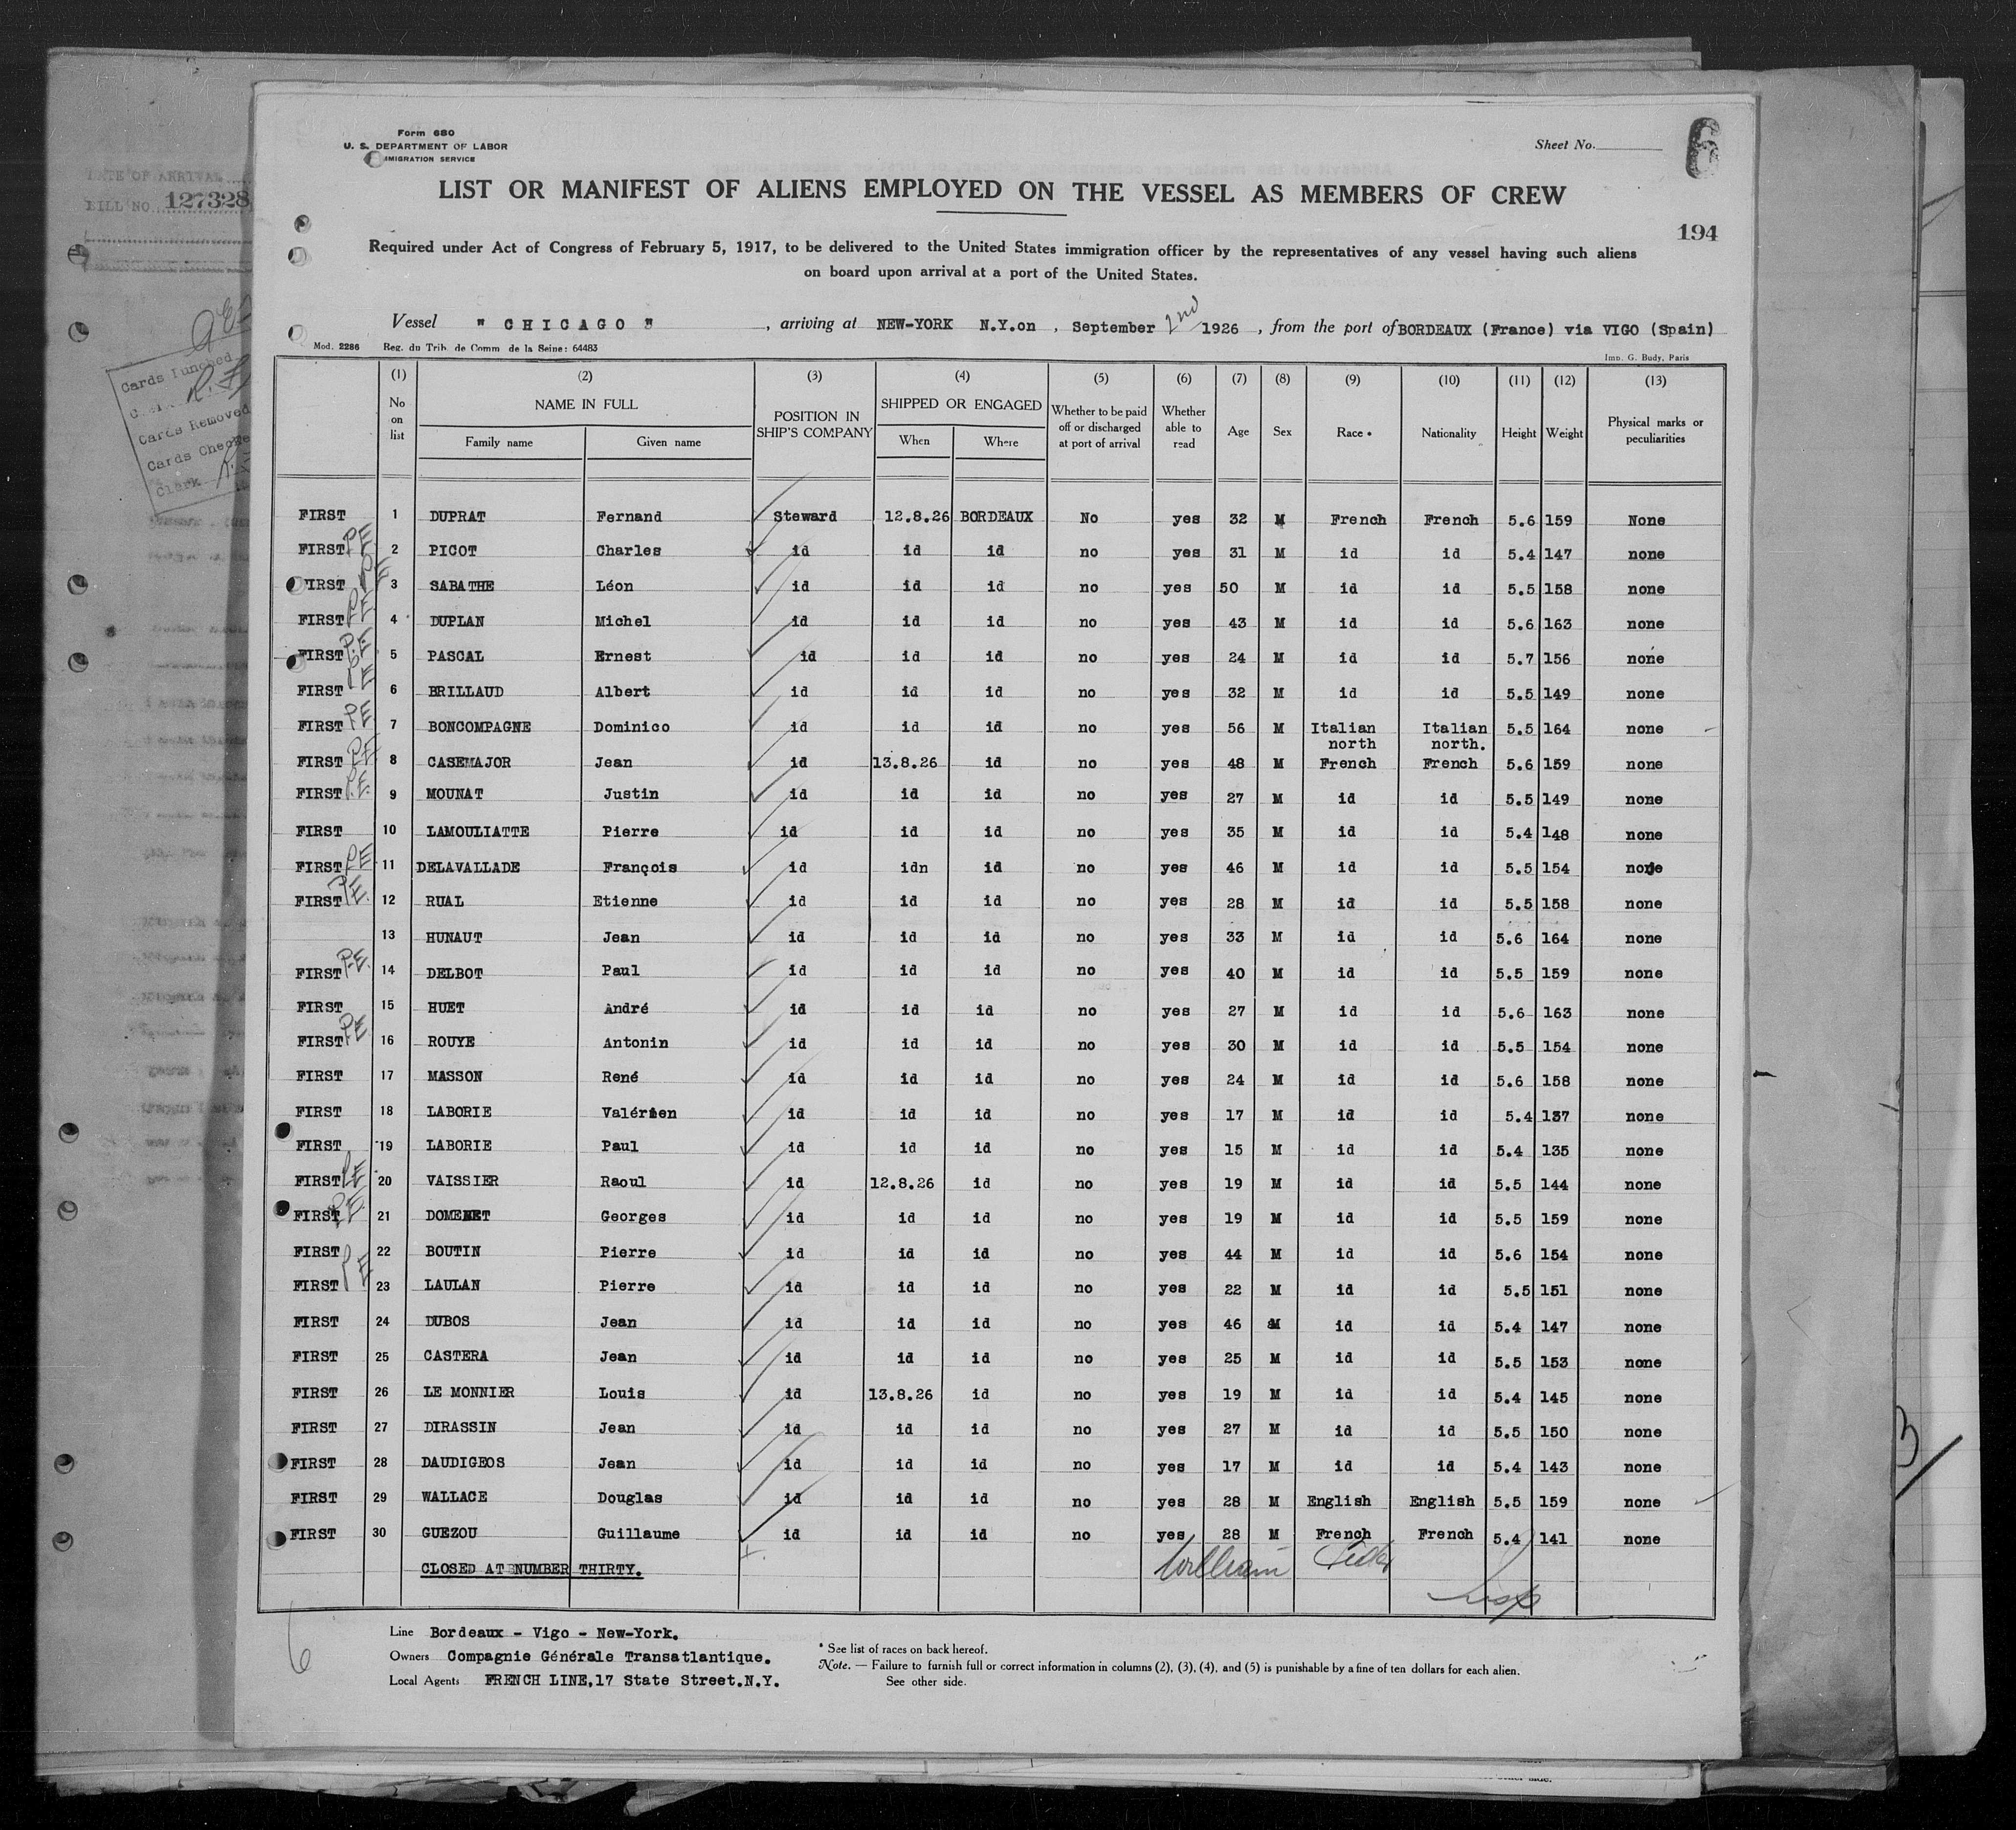 Form 680
U. S. DEPARTMENT OF LABOR
IMMIGRATION SERVICE
Sheet No.
6
LIST OR MANIFEST OF ALIENS EMPLOYED ON THE VESSEL AS MEMBERS OF CREW
194
Required under Act of Congress of February 5, 1917, to be delivered to the United States immigration officer by the representatives of any vessel having such aliens
on board upon arrival at a port of the United States.
Vessel " CHICAGO " , arriving at NEW-YORK N.Y.on , September 2nd 1926 , from the port of BORDEAUX (France) via VIGO (Spain)
Mod. 2286 Reg. du Trib. de Comm de la Seine: 64483 Imp. G. Budy, Paris
(1) (2) (3) (4) (5) (6) (7) (8) (9) (10) (11) (12) (13)
No on list NAME IN FULL Family name Given name POSITION IN SHIP'S COMPANY SHIPPED OR ENGAGED When Where Whether to be paid off or discharged at port of arrival Whether able to read Age Sex Race * Nationality Height Weight Physical marks or peculiarities
FIRST 1 DUPRAT Fernand Steward 12.8.26 BORDEAUX No yes 32 M French French 5.6 159 None
FIRST PE 2 PICOT Charles id id id no yes 31 M id id 5.4 147 none
FIRST PE 3 SABATHE Léon id id id no yes 50 M id id 5.5 158 none
FIRST PE 4 DUPLAN Michel id id id no yes 43 M id id 5.6 163 none
FIRST P.E. 5 PASCAL Ernest id id id no yes 24 M id id 5.7 156 none
FIRST PE 6 BRILLAUD Albert id id id no yes 32 M id id 5.5 149 none
FIRST PE 7 BONCOMPAGNE Dominico id id id no yes 56 M Italian north Italian north. 5.5 164 none
FIRST PE 8 CASEMAJOR Jean id 13.8.26 id no yes 48 M French French 5.6 159 none
FIRST P.E. 9 MOUNAT Justin id id id no yes 27 M id id 5.5 149 none
FIRST 10 LAMOULIATTE Pierre id id id no yes 35 M id id 5.4 148 none
FIRST PE 11 DELAVALLADE François id idn id no yes 46 M id id 5.5 154 none
FIRST P.E. 12 RUAL Etienne id id id no yes 28 M id id 5.5 158 none
13 HUNAUT Jean id id id no yes 33 M id id 5.6 164 none
FIRST P.E. 14 DELBOT Paul id id id no yes 40 M id id 5.5 159 none
FIRST 15 HUET André id id id no yes 27 M id id 5.6 163 none
FIRST PE 16 ROUYE Antonin id id id no yes 30 M id id 5.5 154 none
FIRST 17 MASSON René id id id no yes 24 M id id 5.6 158 none
FIRST 18 LABORIE Valérien id id id no yes 17 M id id 5.4 137 none
FIRST 19 LABORIE Paul id id id no yes 15 M id id 5.4 135 none
FIRST PE 20 VAISSIER Raoul id 12.8.26 id no yes 19 M id id 5.5 144 none
FIRST P.E. 21 DOMENET Georges id id id no yes 19 M id id 5.5 159 none
FIRST 22 BOUTIN Pierre id id id no yes 44 M id id 5.6 154 none
FIRST PE 23 LAULAN Pierre id id id no yes 22 M id id 5.5 151 none
FIRST 24 DUBOS Jean id id id no yes 46 M id id 5.4 147 none
FIRST 25 CASTERA Jean id id id no yes 25 M id id 5.5 153 none
FIRST 26 LE MONNIER Louis id 13.8.26 id no yes 19 M id id 5.4 145 none
FIRST 27 DIRASSIN Jean id id id no yes 27 M id id 5.5 150 none
FIRST 28 DAUDIGEOS Jean id id id no yes 17 M id id 5.4 143 none
FIRST 29 WALLACE Douglas id id id no yes 28 M English English 5.5 159 none
FIRST 30 GUEZOU Guillaume id id id no yes 28 M French French 5.4 141 none
CLOSED AT NUMBER THIRTY.
William
Insp
Line Bordeaux - Vigo - New-York.
Owners Compagnie Générale Transatlantique.
Local Agents FRENCH LINE,17 State Street.N.Y.
* See list of races on back hereof.
Note. — Failure to furnish full or correct information in columns (2), (3), (4), and (5) is punishable by a fine of ten dollars for each alien.
See other side.
6
DATE OF ARRIVAL
BILL NO. 127328
Cards Punched
Cards Removed
Clerk
3